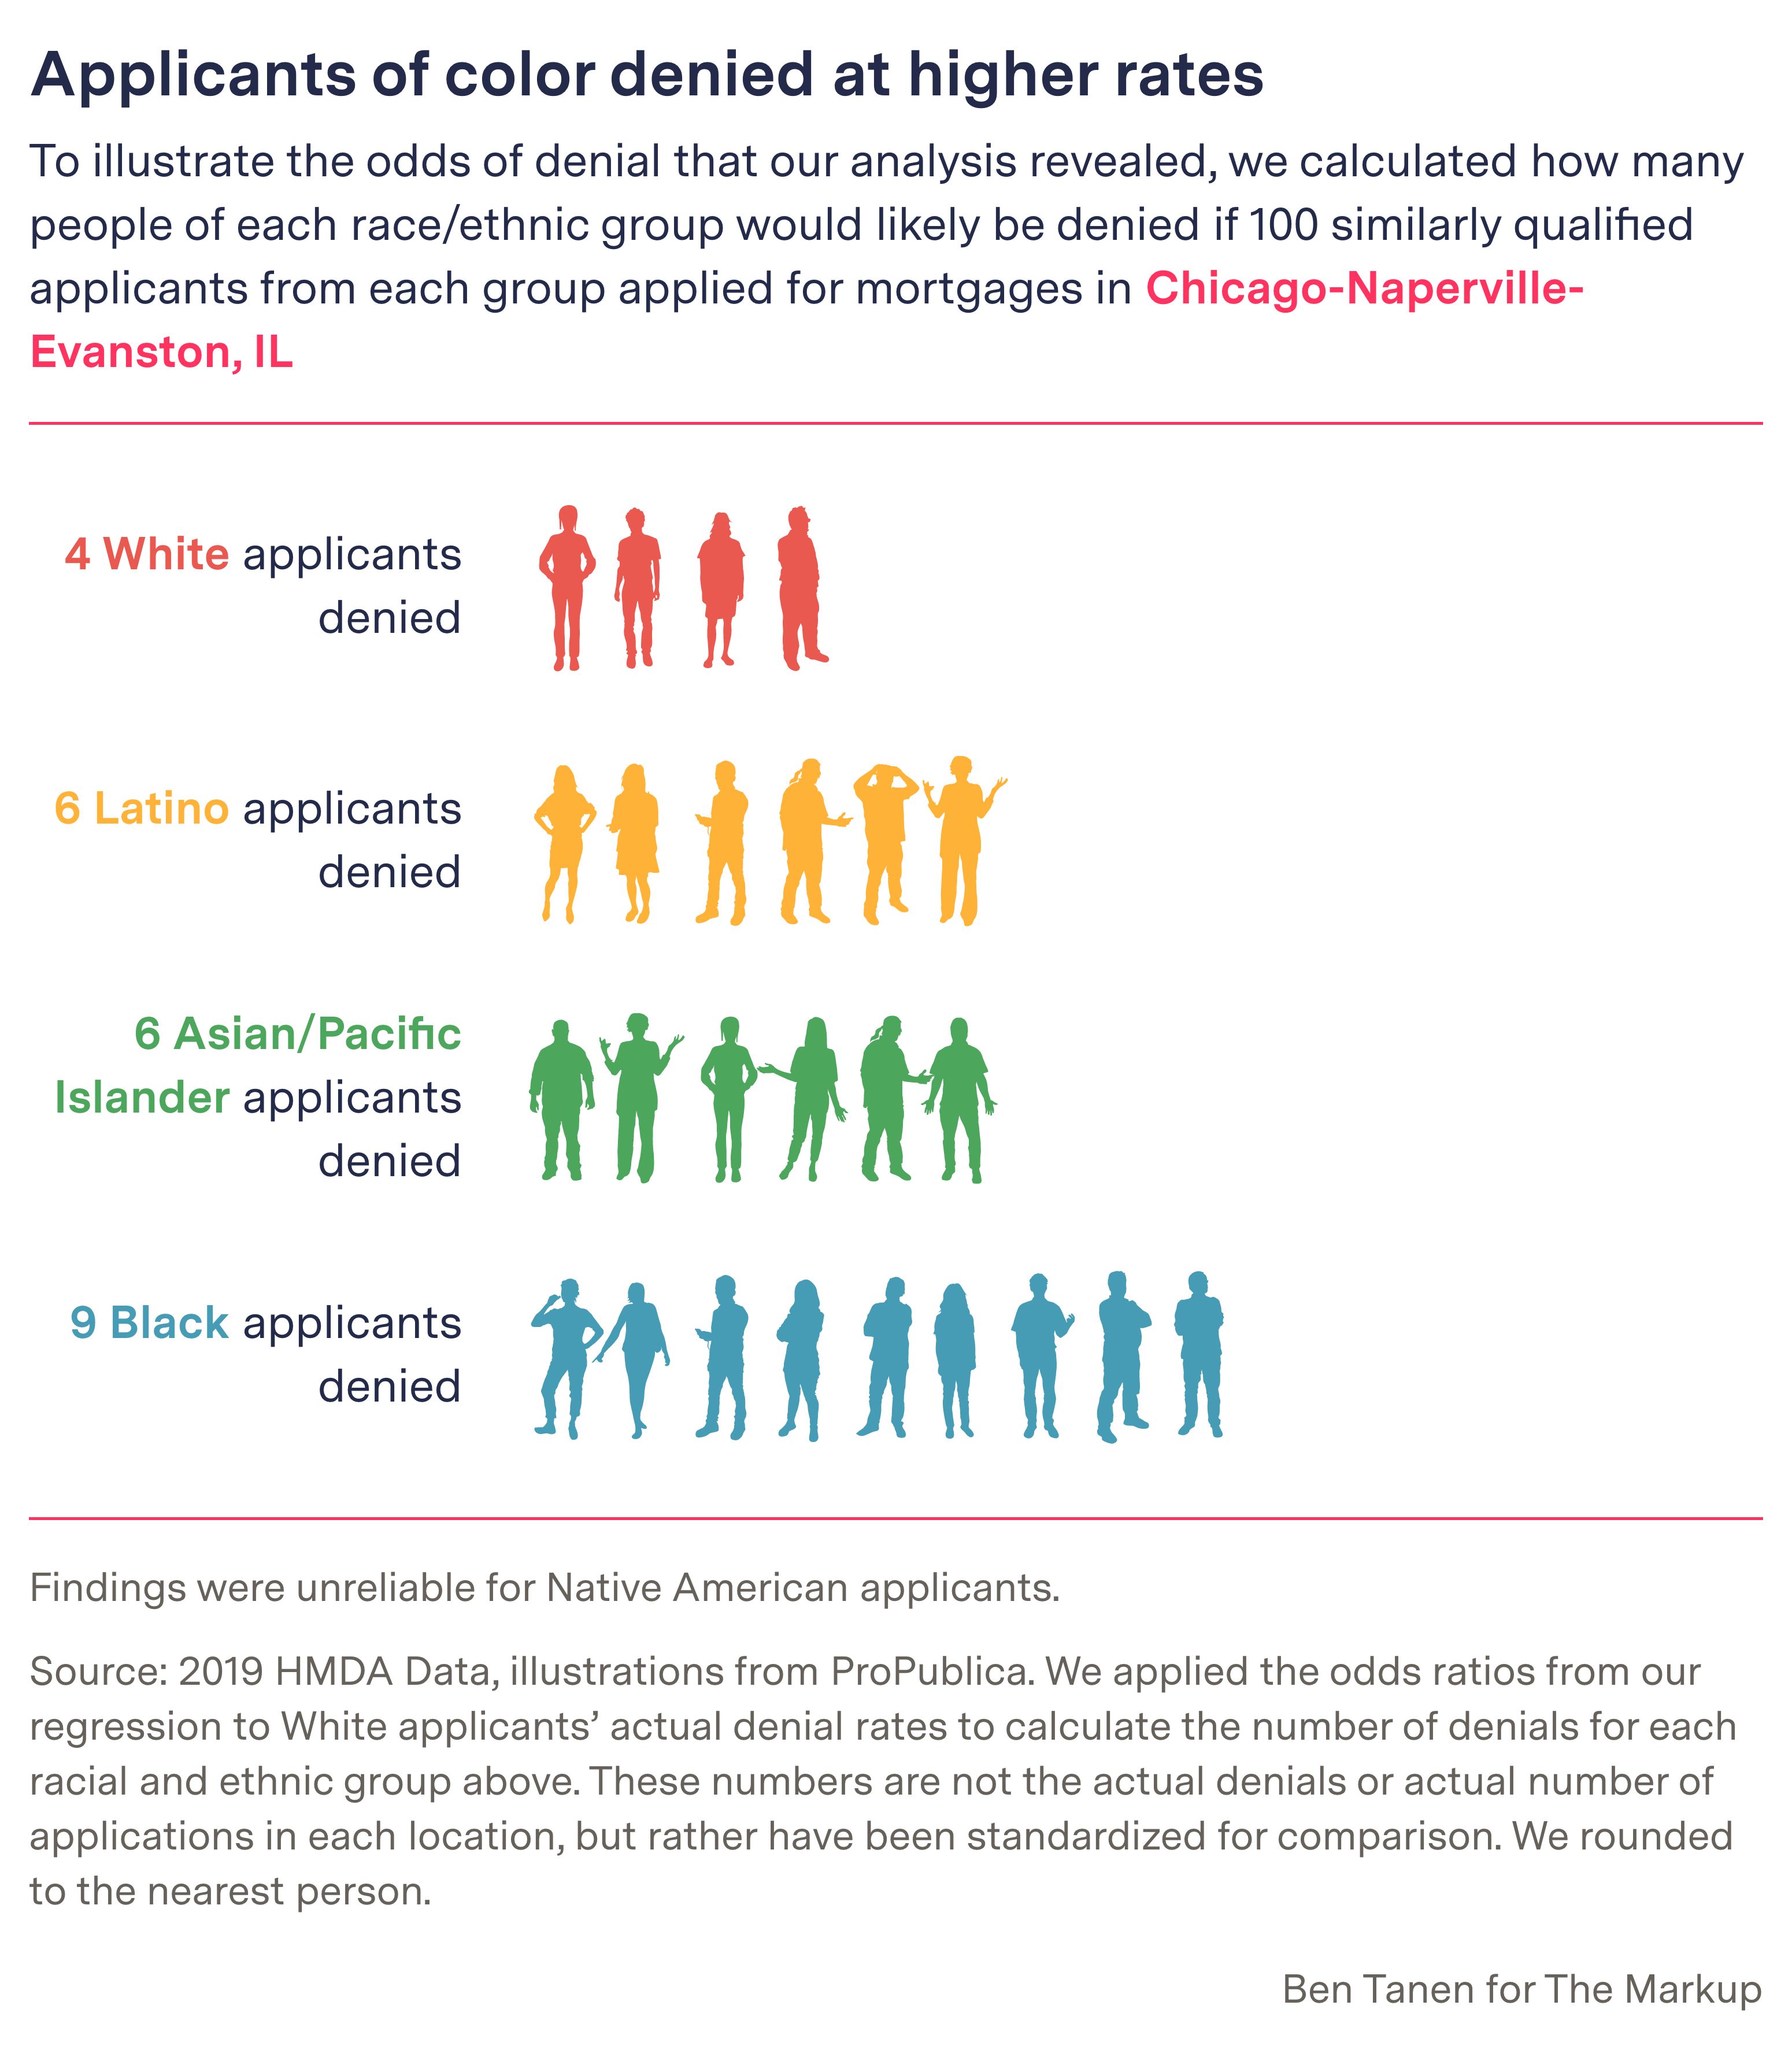 Applicants of color denied at higher rates
To illustrate the odds of denial that our analysis revealed, we calculated how many
people of each race/ethnic group would likely be denied if 100 similarly qualified
applicants from each group applied for mortgages in Chicago-Naperville-
Evanston, IL
4 White applicants
denied
6 Latino applicants
denied
6 Asian/Pacific
Islander applicants
denied
9 Black applicants
denied
Findings were unreliable for Native American applicants.
Source: 2019 HMDA Data, illustrations from ProPublica. We applied the odds ratios from our
regression to White applicants’ actual denial rates to calculate the number of denials for each
racial and ethnic group above. These numbers are not the actual denials or actual number of
applications in each location, but rather have been standardized for comparison. We rounded
to the nearest person.
Ben Tanen for The Markup